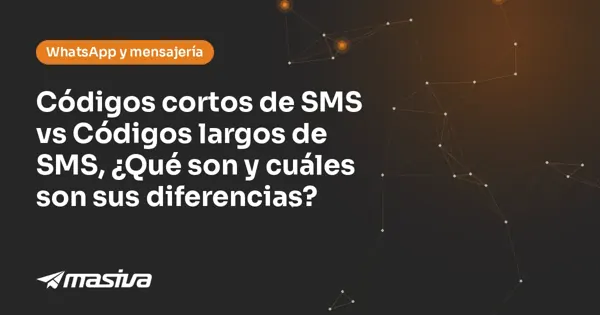 WhatsApp y mensajería
Códigos cortos de SMS
vs Códigos largos de
SMS, ¿Qué son y cuáles
son sus diferencias?
masiva